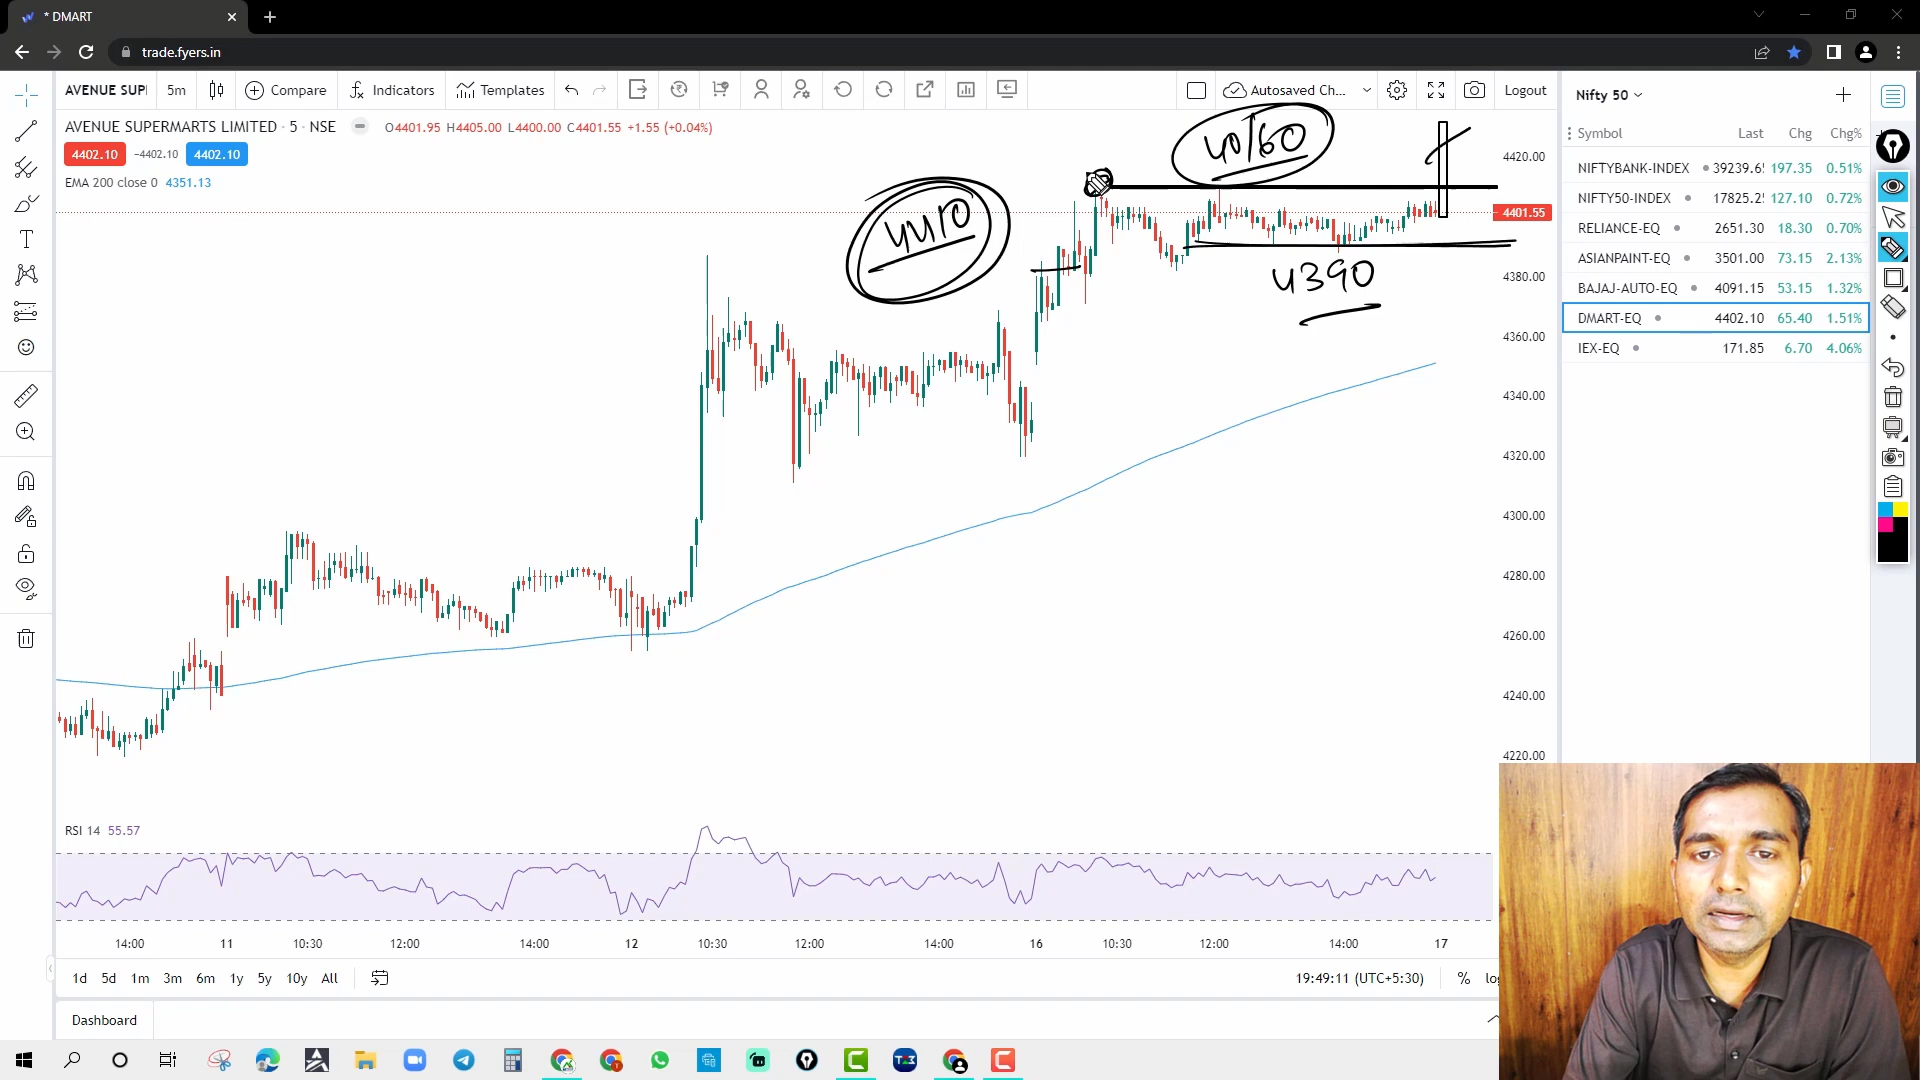 * DMART
trade.fyers.in
AVENUE SUP 5m Compare Indicators Templates Autosaved Ch... Logout
AVENUE SUPERMARTS LIMITED · 5 · NSE O4401.95 H4405.00 L4400.00 C4401.55 +1.55 (+0.04%)
4402.10 −4402.10 4402.10
EMA 200 close 0 4351.13
40/60
4410
4390
4420.00
4401.55
4380.00
4360.00
4340.00
4320.00
4300.00
4280.00
4260.00
4240.00
4220.00
RSI 14 55.57
14:00 11 10:30 12:00 14:00 12 10:30 12:00 14:00 16 10:30 12:00 14:00 17
1d 5d 1m 3m 6m 1y 5y 10y All 19:49:11 (UTC+5:30) % lo
Dashboard
Nifty 50
Symbol Last Chg Chg%
NIFTYBANK-INDEX 39239.6 197.35 0.51%
NIFTY50-INDEX 17825.2 127.10 0.72%
RELIANCE-EQ 2651.30 18.30 0.70%
ASIANPAINT-EQ 3501.00 73.15 2.13%
BAJAJ-AUTO-EQ 4091.15 53.15 1.32%
DMART-EQ 4402.10 65.40 1.51%
IEX-EQ 171.85 6.70 4.06%